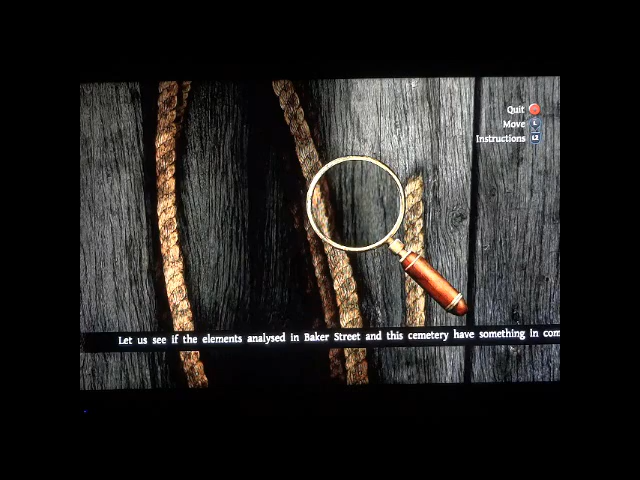 Quit
Move L
Instructions L2
Let us see if the elements analysed in Baker Street and this cemetery have something in com